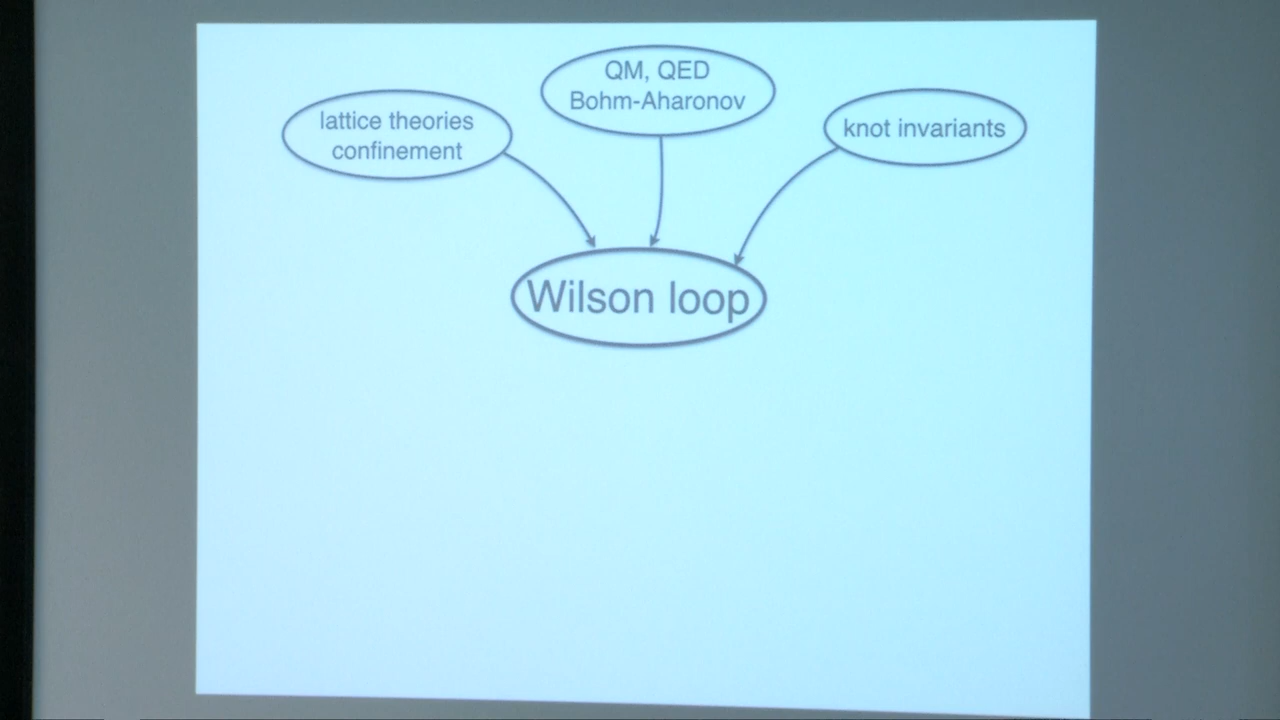 QM, QED
Bohm-Aharonov
lattice theories
confinement
knot invariants
Wilson loop